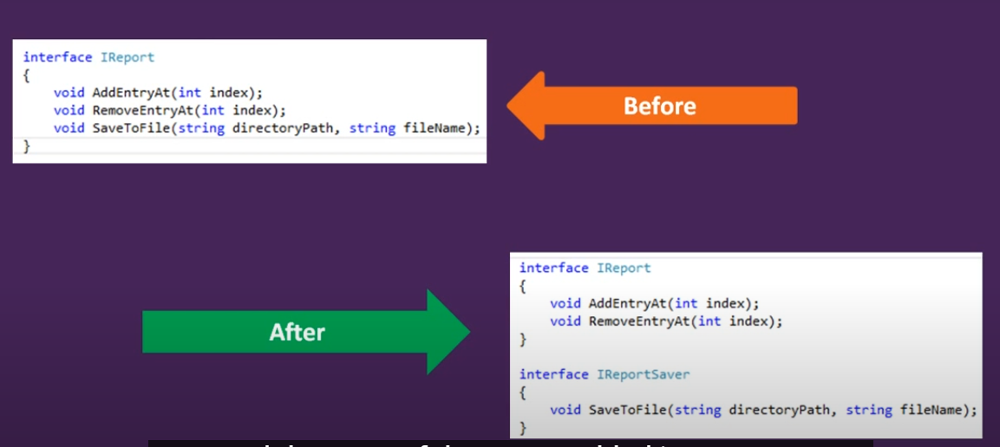 interface IReport
{
void AddEntryAt(int index);
void RemoveEntryAt(int index);
void SaveToFile(string directoryPath, string fileName);
}
Before
After
interface IReport
{
void AddEntryAt(int index);
void RemoveEntryAt(int index);
}
interface IReportSaver
{
void SaveToFile(string directoryPath, string fileName);
}